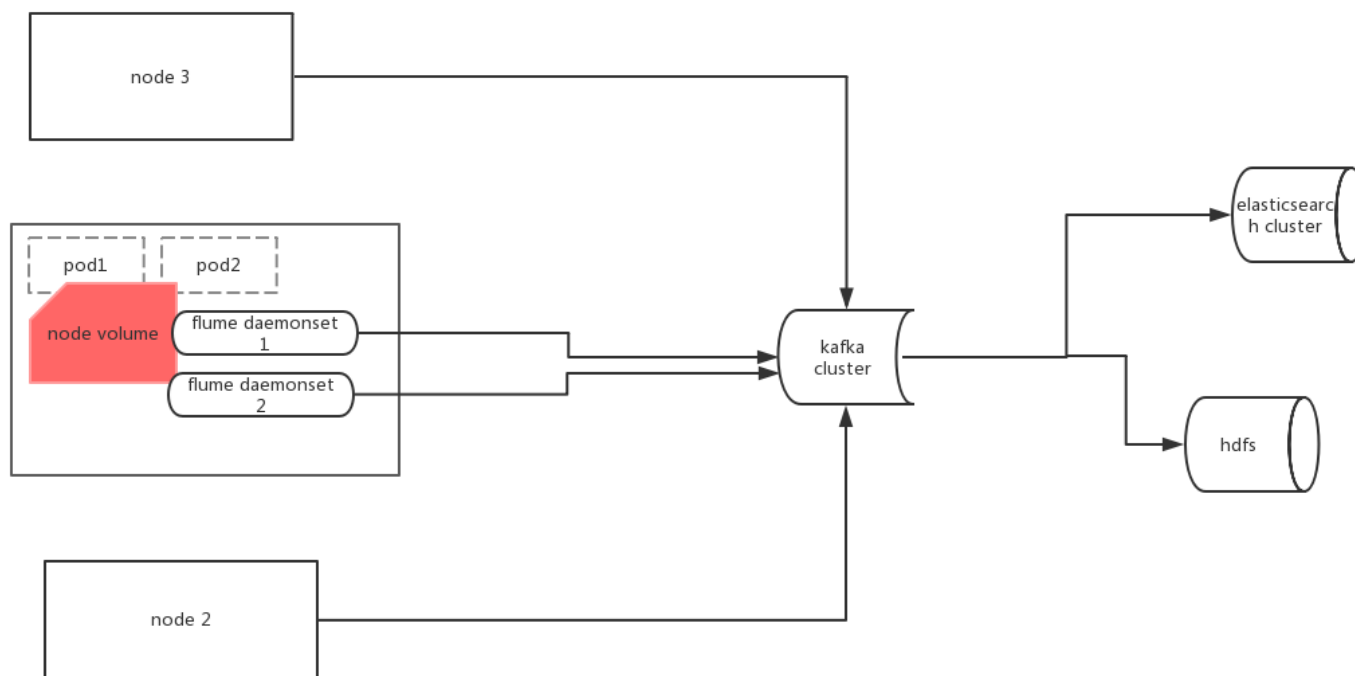 node 3
pod1
pod2
node volume
flume daemonset
1
flume daemonset
2
kafka
cluster
elasticsearc
h cluster
hdfs
node 2